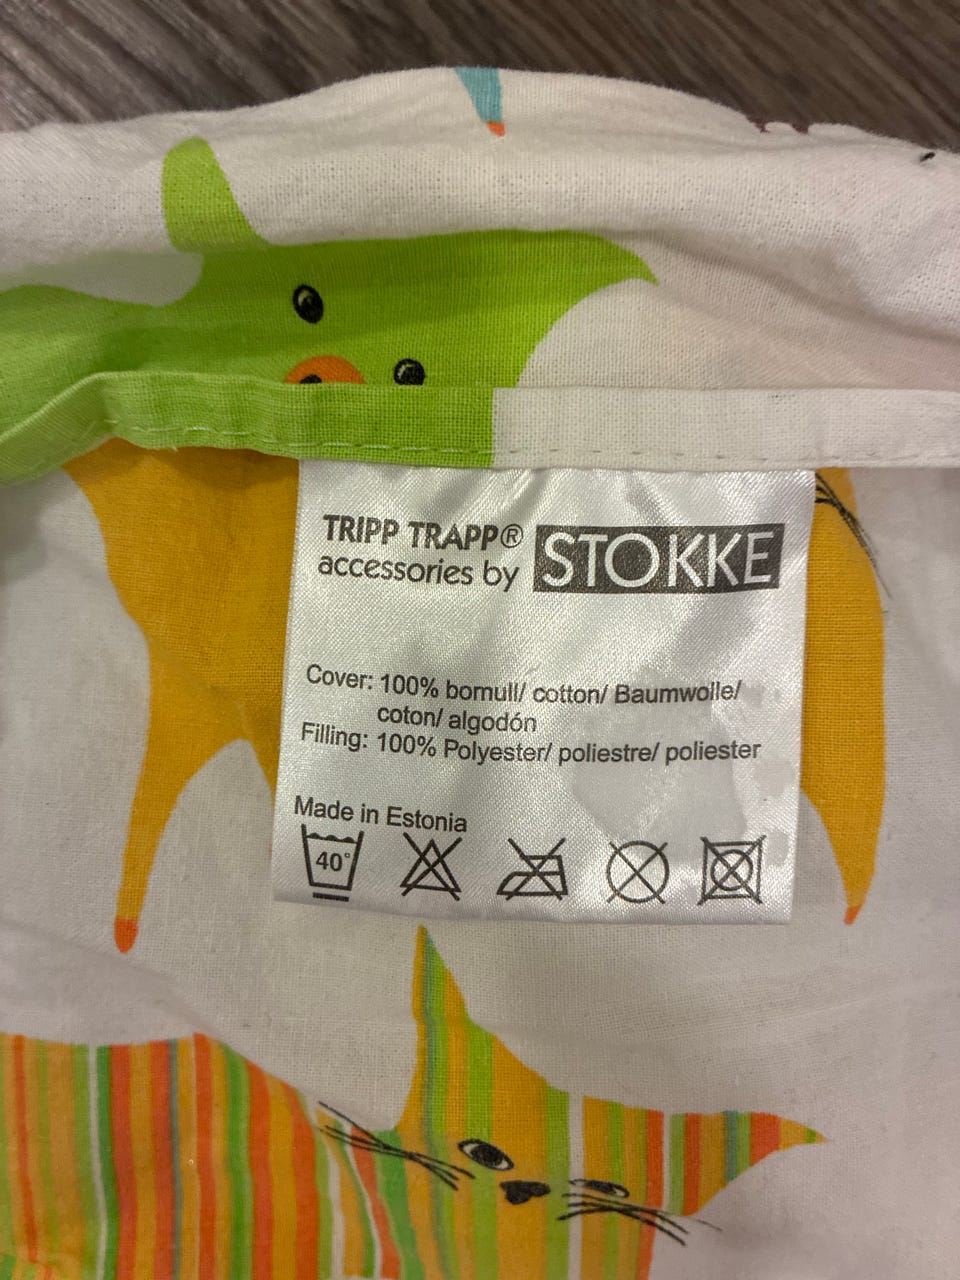 TRIPP TRAPP® STOKKE
accessories by
Cover: 100% bomull/ cotton/ Baumwolle/
coton/ algodón
Filling: 100% Polyester/ poliestre/ poliester
Made in Estonia
40°